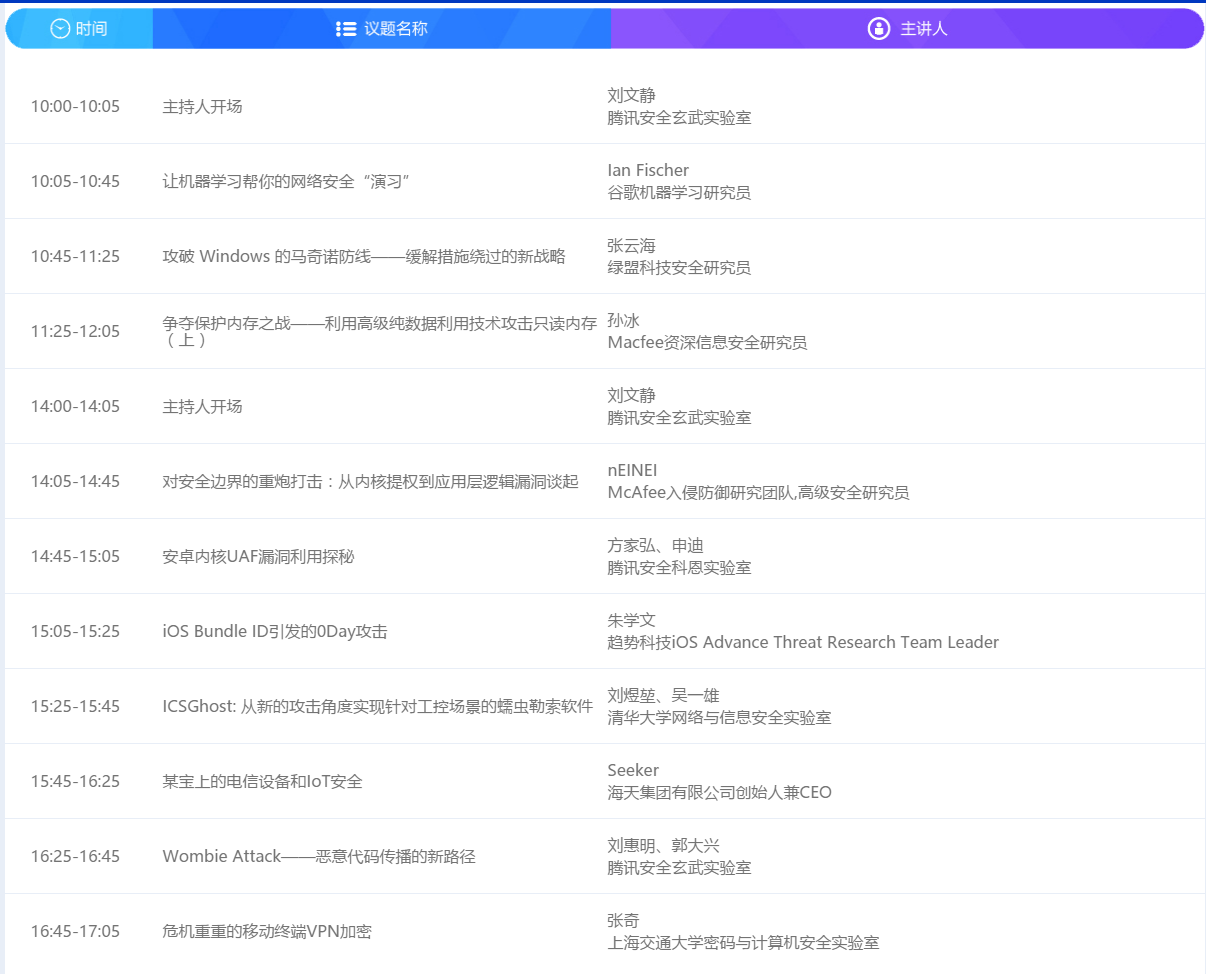 时间 议题名称 主讲人
10:00-10:05 主持人开场 刘文静
腾讯安全玄武实验室
10:05-10:45 让机器学习帮你的网络安全“演习” Ian Fischer
谷歌机器学习研究员
10:45-11:25 攻破 Windows 的马奇诺防线——缓解措施绕过的新战略 张云海
绿盟科技安全研究员
11:25-12:05 争夺保护内存之战——利用高级纯数据利用技术攻击只读内存
（上）
孙冰
Macfee资深信息安全研究员
14:00-14:05 主持人开场 刘文静
腾讯安全玄武实验室
14:05-14:45 对安全边界的重炮打击：从内核提权到应用层逻辑漏洞谈起 nEINEI
McAfee入侵防御研究团队,高级安全研究员
14:45-15:05 安卓内核UAF漏洞利用探秘 方家弘、申迪
腾讯安全科恩实验室
15:05-15:25 iOS Bundle ID引发的0Day攻击 朱学文
趋势科技iOS Advance Threat Research Team Leader
15:25-15:45 ICSGhost: 从新的攻击角度实现针对工控场景的蠕虫勒索软件 刘煜堃、吴一雄
清华大学网络与信息安全实验室
15:45-16:25 某宝上的电信设备和IoT安全 Seeker
海天集团有限公司创始人兼CEO
16:25-16:45 Wombie Attack——恶意代码传播的新路径 刘惠明、郭大兴
腾讯安全玄武实验室
16:45-17:05 危机重重的移动终端VPN加密 张奇
上海交通大学密码与计算机安全实验室